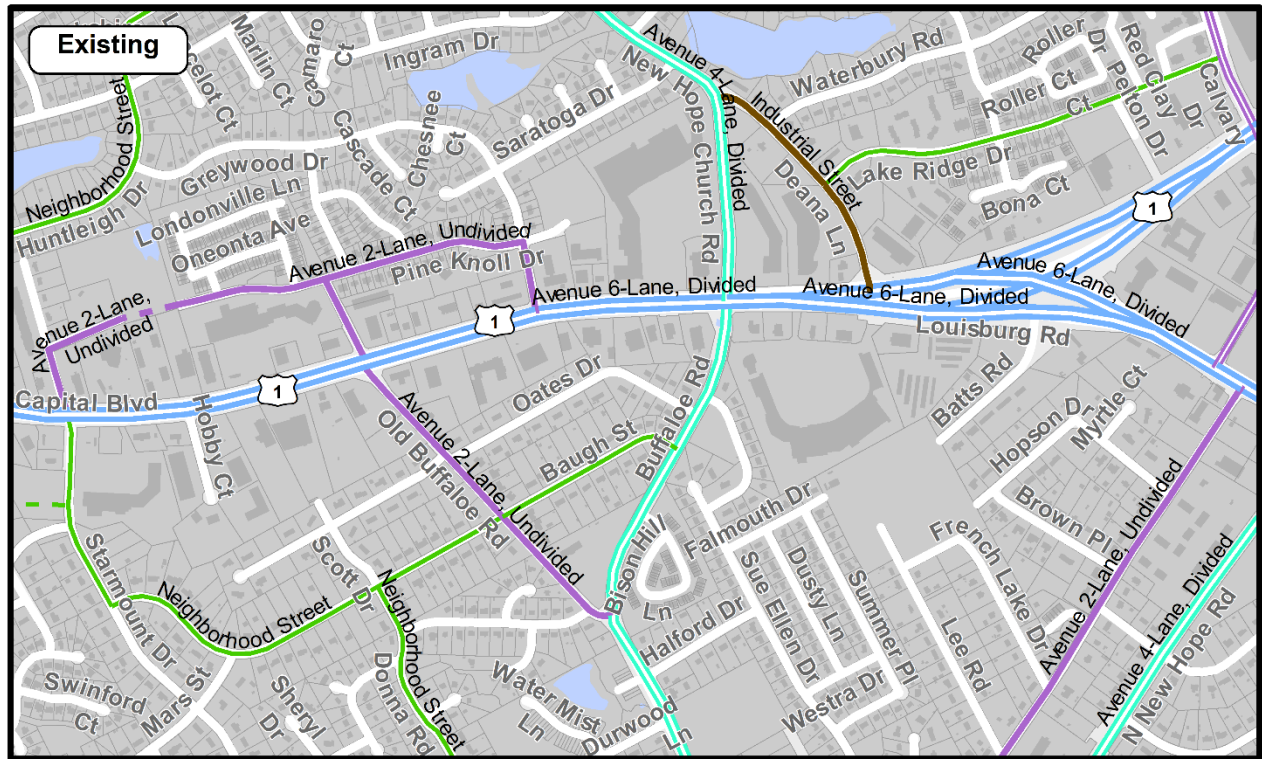 Existing
Marlin Ct
Camaro Ct
Ingram Dr
Avenue 4-Lane, Divided
New Hope Church Rd
Waterbury Rd
Roller Dr
Roller Ct
Red Clay Dr
Pelton Dr
Ct
Calvary
Neighborhood Street
Cascade Ct
Chesnee Ct
Saratoga Dr
Industrial Street
Greywood Dr
Lake Ridge Dr
Huntleigh Dr
Londonville Ln
Oneonta Ave
Deana Ln
Bona Ct
1
Avenue 2-Lane, Undivided
Pine Knoll Dr
Avenue 2-Lane,
Undivided
Avenue 6-Lane, Divided
Avenue 6-Lane, Divided
Avenue 6-Lane, Divided
1
Louisburg Rd
1
Capital Blvd
Hobby Ct
Oates Dr
Buffaloe Rd
Batts Rd
Myrtle Ct
Hopson Dr
Avenue 2-Lane, Undivided
Old Buffaloe Rd
Baugh St
Brown Pl
Falmouth Dr
Scott Dr
Bison Hill Ln
Starmount Dr
Neighborhood Street
Neighborhood Street
Sue Ellen Dr
Dusty Ln
Summer Pl
French Lake Dr
Avenue 2-Lane, Undivided
Avenue 4-Lane, Divided
N New Hope Rd
Halford Dr
Lee Rd
Swinford Ct
Mars St
Sheryl Dr
Donna Rd
Water Mist Ln
Durwood Ln
Westra Dr